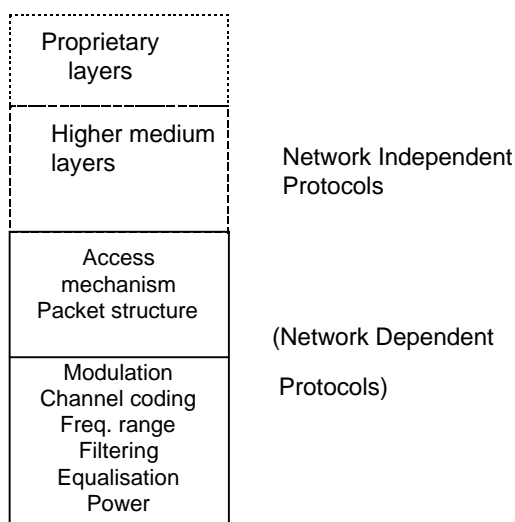 Proprietary
layers
Higher medium
layers
Network Independent
Protocols
Access
mechanism
Packet structure
(Network Dependent
Protocols)
Modulation
Channel coding
Freq. range
Filtering
Equalisation
Power